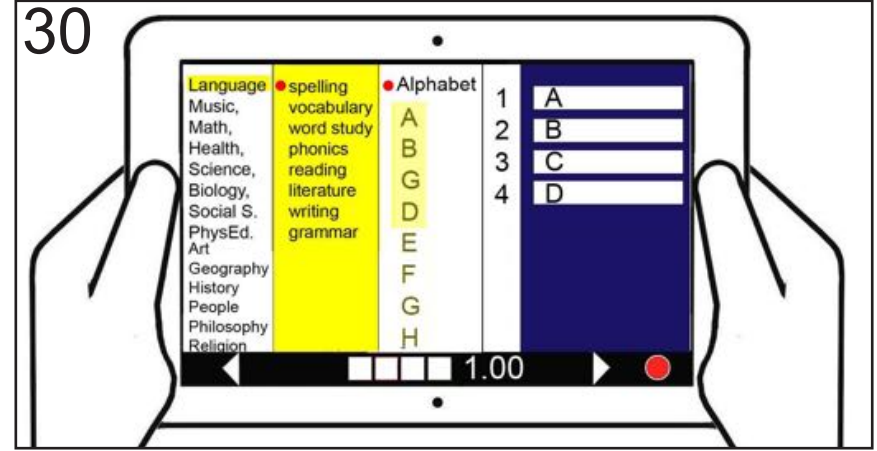 30
Language
Music,
Math,
Health,
Science,
Biology,
Social S.
PhysEd.
Art
Geography
History
People
Philosophy
Religion
spelling
vocabulary
word study
phonics
reading
literature
writing
grammar
Alphabet
A
B
G
D
E
F
G
H
1 A
2 B
3 C
4 D
1.00